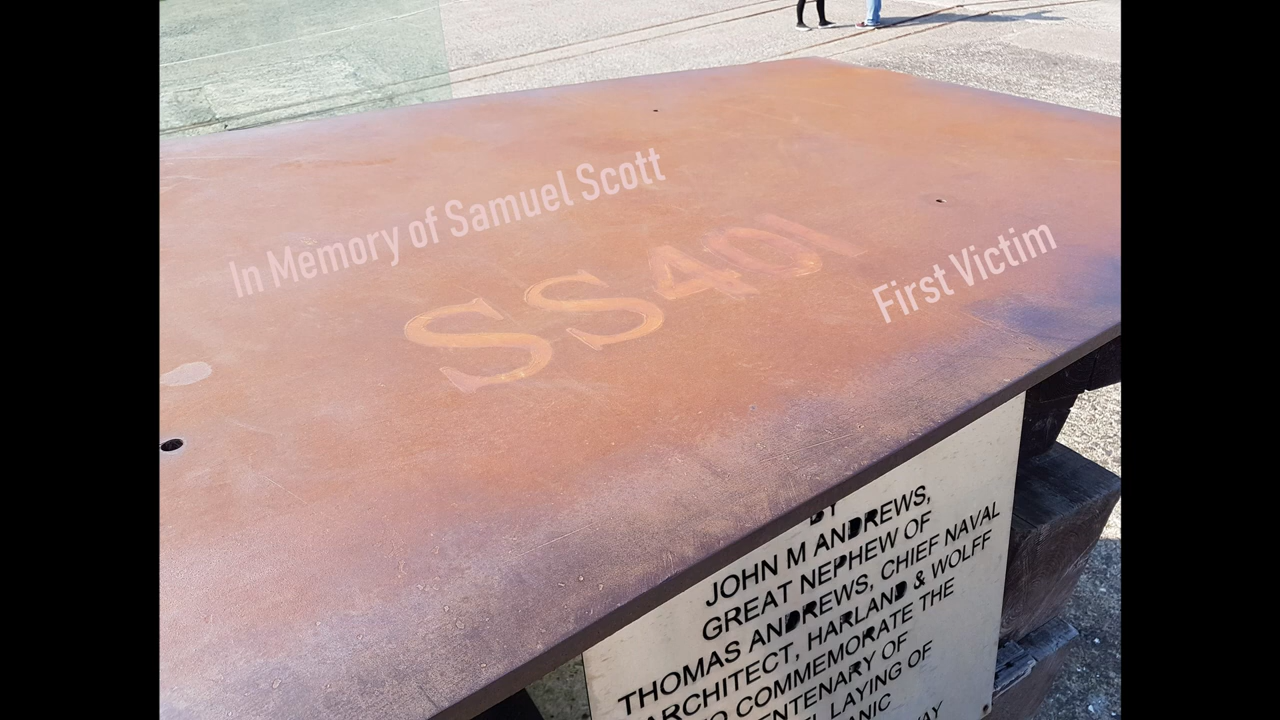 In Memory of Samuel Scott
SS401
First Victim
BY
JOHN M ANDREWS,
GREAT NEPHEW OF
THOMAS ANDREWS, CHIEF NAVAL
ARCHITECT, HARLAND & WOLFF
TO COMMEMORATE THE
CENTENARY OF
LAYING OF